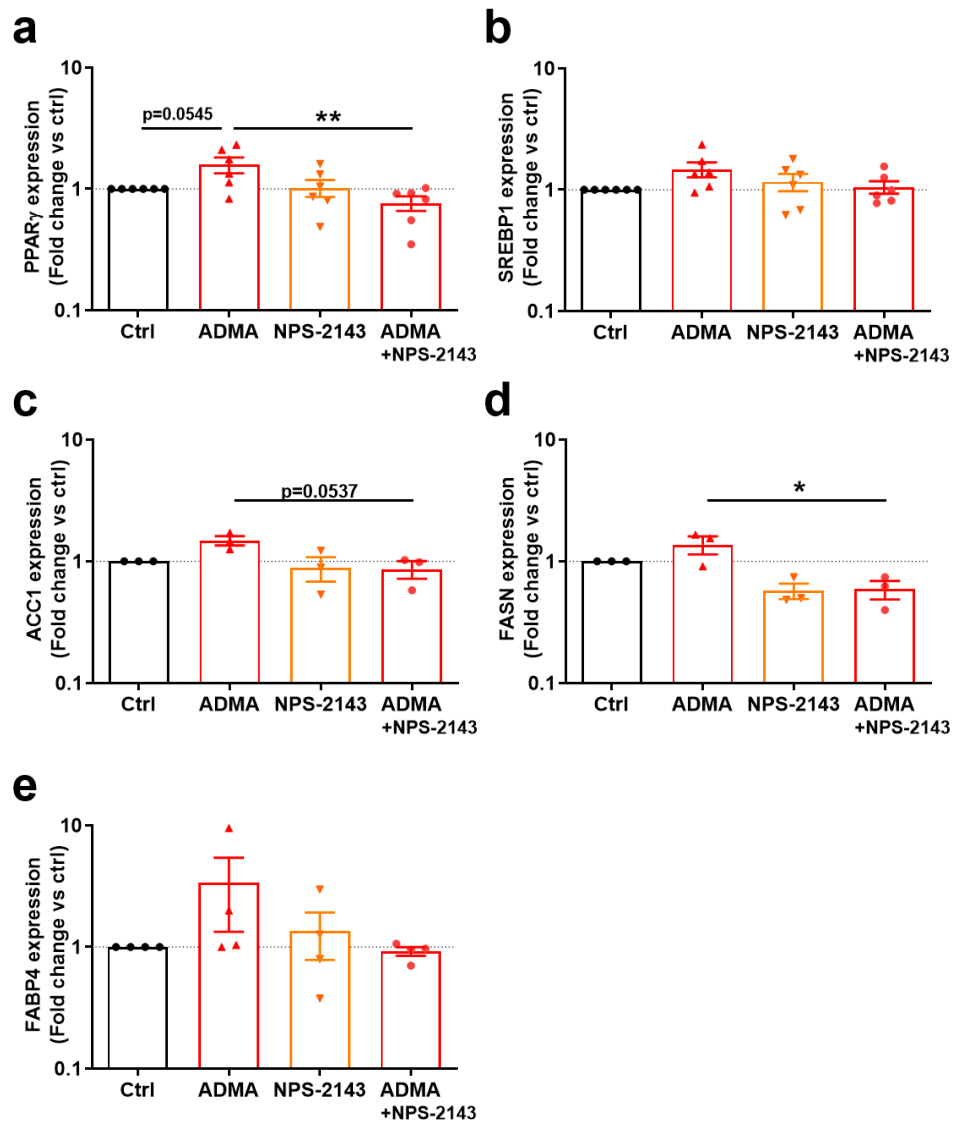 a
PPARγ expression
(Fold change vs ctrl)
10
1
0.1
p=0.0545
**
Ctrl
ADMA
NPS-2143
ADMA
+NPS-2143
b
SREBP1 expression
(Fold change vs ctrl)
10
1
0.1
Ctrl
ADMA
NPS-2143
ADMA
+NPS-2143
c
ACC1 expression
(Fold change vs ctrl)
10
1
0.1
p=0.0537
Ctrl
ADMA
NPS-2143
ADMA
+NPS-2143
d
FASN expression
(Fold change vs ctrl)
10
1
0.1
*
Ctrl
ADMA
NPS-2143
ADMA
+NPS-2143
e
FABP4 expression
(Fold change vs ctrl)
10
1
0.1
Ctrl
ADMA
NPS-2143
ADMA
+NPS-2143